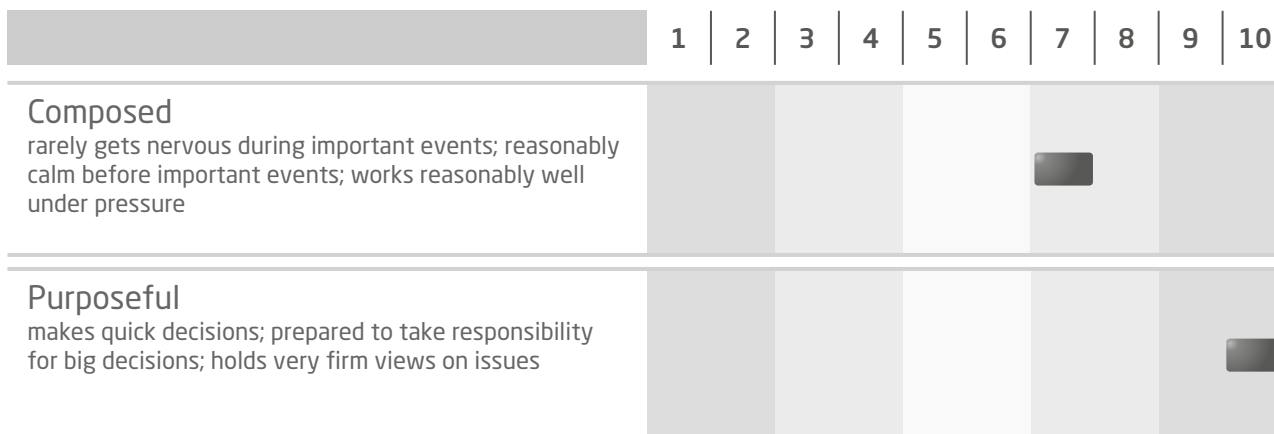 1 2 3 4 5 6 7 8 9 10
Composed
rarely gets nervous during important events; reasonably
calm before important events; works reasonably well
under pressure
Purposeful
makes quick decisions; prepared to take responsibility
for big decisions; holds very firm views on issues